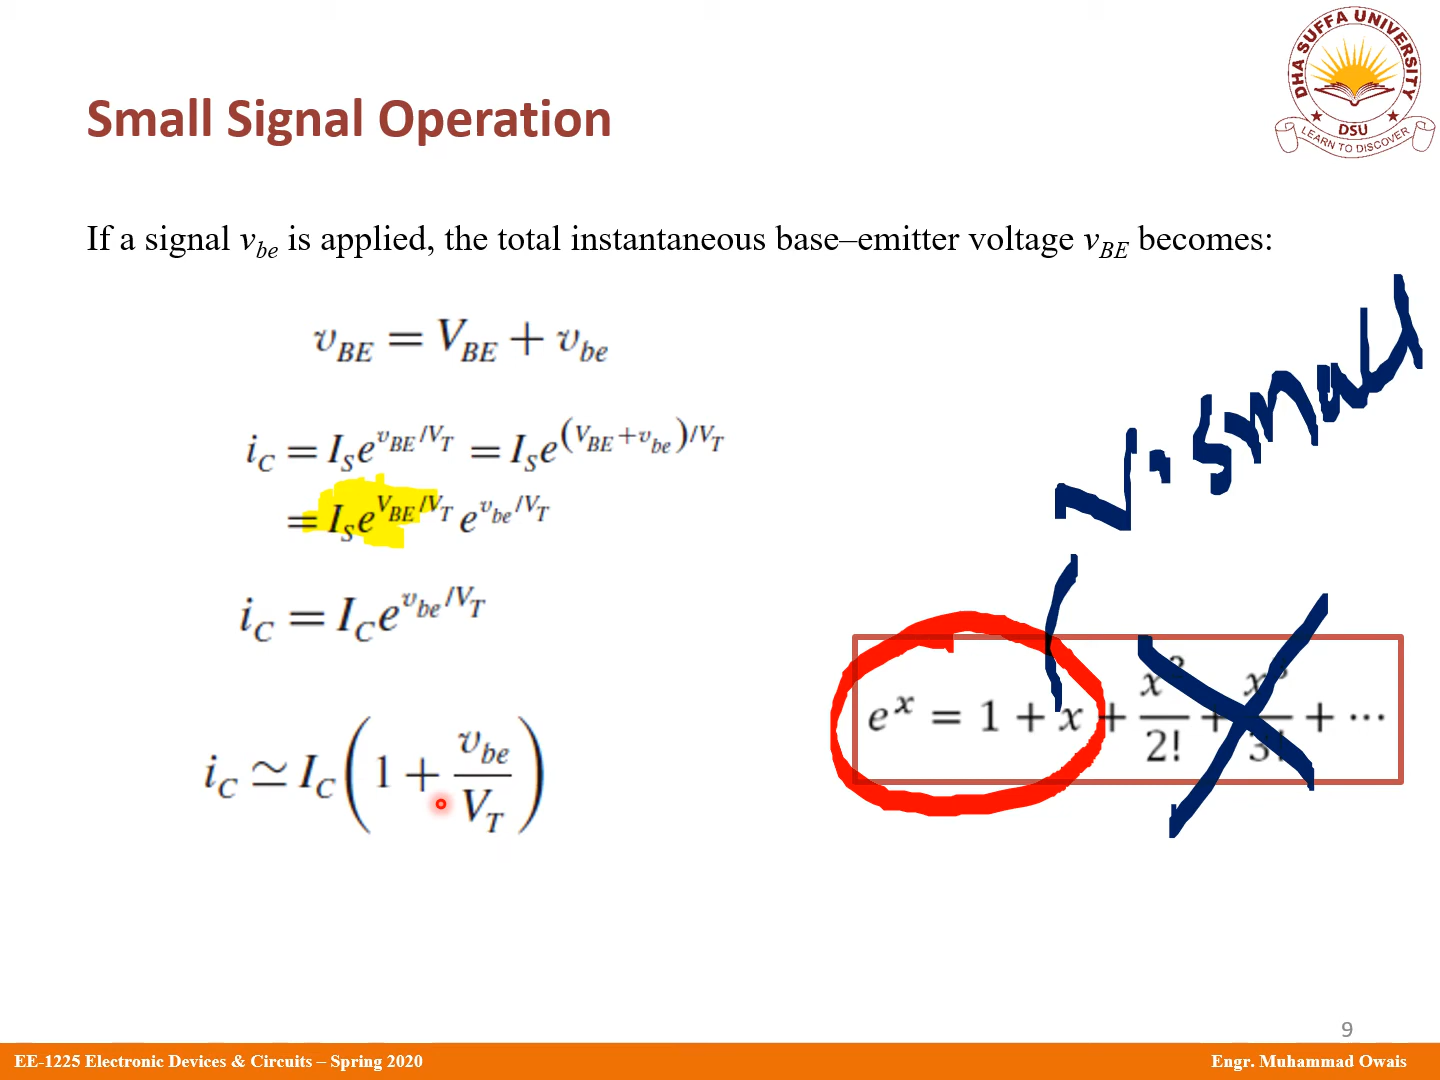 DHA SUFFA UNIVERSITY
DSU
LEARN TO DISCOVER
Small Signal Operation
If a signal v_be is applied, the total instantaneous base–emitter voltage v_BE becomes:
v_BE = V_BE + v_be
i_C = I_S e^(v_BE/V_T) = I_S e^((V_BE+v_be)/V_T)
= I_S e^(V_BE/V_T) e^(v_be/V_T)
i_C = I_C e^(v_be/V_T)
i_C ≃ I_C (1 + v_be/V_T)
V. small
e^x = 1 + x + x^2/2! + x^3/3! + ···
9
EE-1225 Electronic Devices & Circuits – Spring 2020
Engr. Muhammad Owais